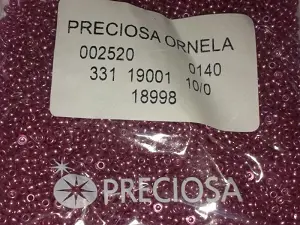 PRECIOSA ORNELA
002520 0140
331 19001 10/0
18998
PRECIOSA